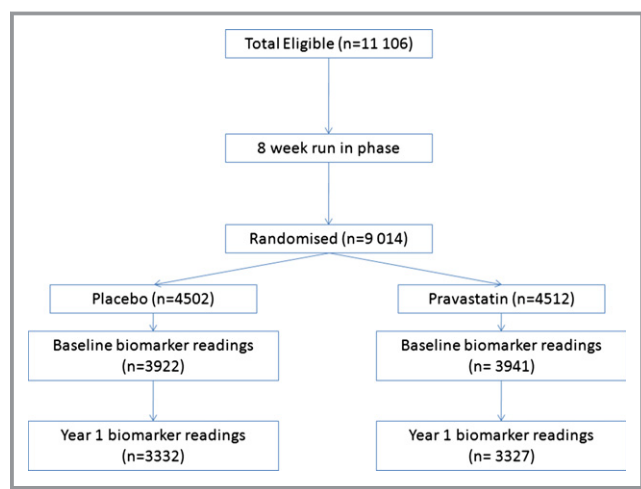 Total Eligible (n=11 106)
8 week run in phase
Randomised (n=9 014)
Placebo (n=4502)
Pravastatin (n=4512)
Baseline biomarker readings
(n=3922)
Baseline biomarker readings
(n= 3941)
Year 1 biomarker readings
(n=3332)
Year 1 biomarker readings
(n= 3327)